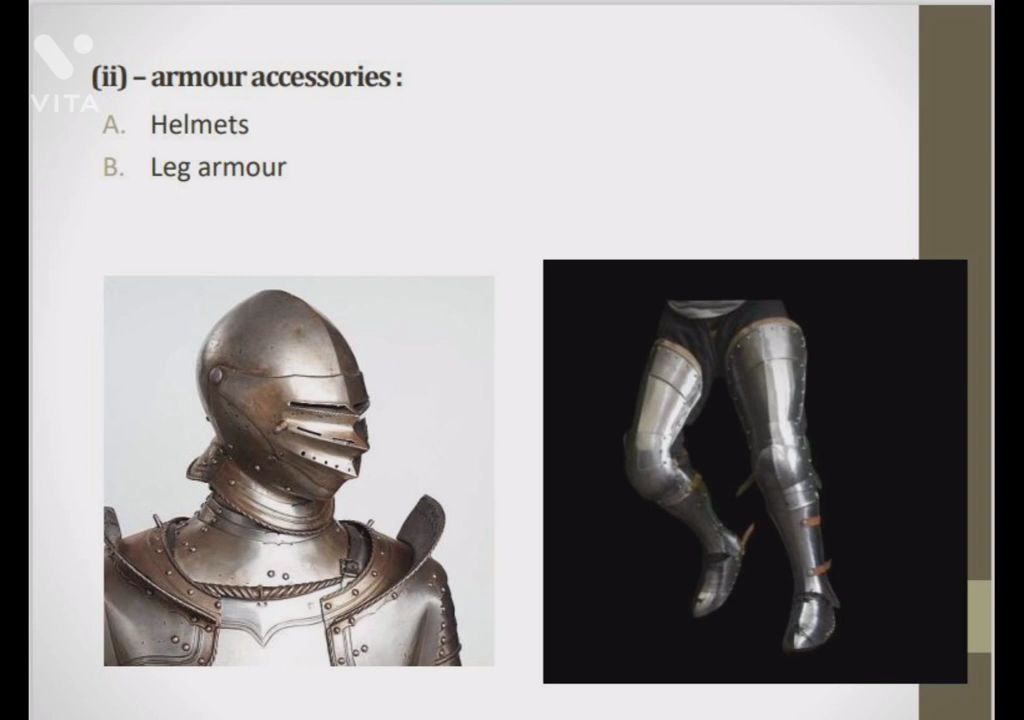 VITA
(ii) – armour accessories :
A. Helmets
B. Leg armour